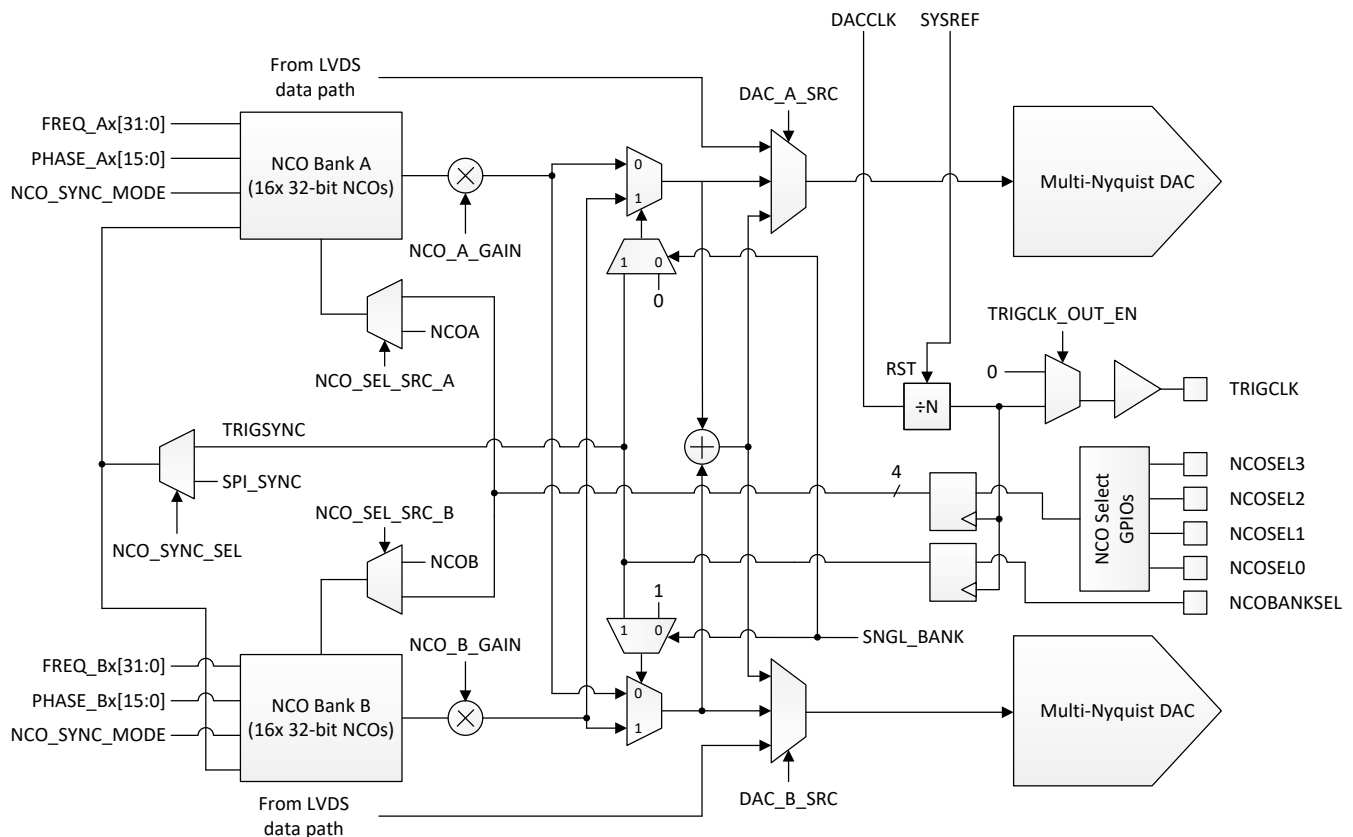 DACCLK
SYSREF
From LVDS
data path
DAC_A_SRC
FREQ_Ax[31:0]
PHASE_Ax[15:0]
NCO_SYNC_MODE
NCO Bank A
(16x 32-bit NCOs)
0
1
Multi-Nyquist DAC
NCO_A_GAIN
1
0
0
NCOA
NCO_SEL_SRC_A
TRIGCLK_OUT_EN
RST
0
÷N
TRIGCLK
TRIGSYNC
SPI_SYNC
NCO_SYNC_SEL
4
NCO Select
GPIOs
NCOSEL3
NCOSEL2
NCOSEL1
NCOSEL0
NCOBANKSEL
NCO_SEL_SRC_B
NCOB
1
1
0
SNGL_BANK
NCO_B_GAIN
FREQ_Bx[31:0]
PHASE_Bx[15:0]
NCO_SYNC_MODE
NCO Bank B
(16x 32-bit NCOs)
0
1
Multi-Nyquist DAC
DAC_B_SRC
From LVDS
data path